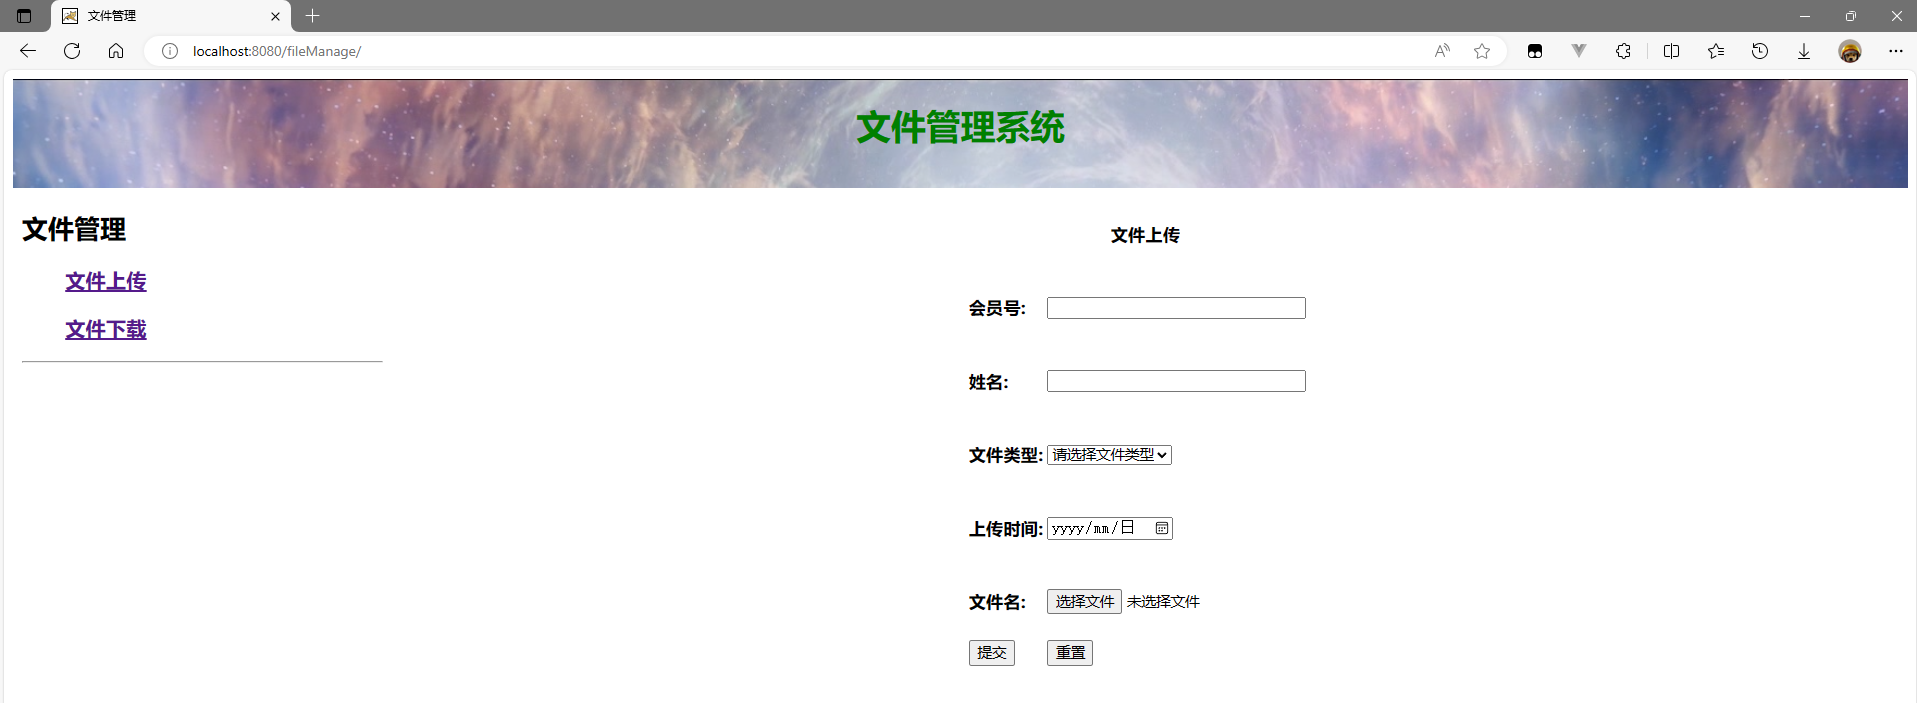 文件管理
localhost:8080/fileManage/
文件管理系统
文件管理
文件上传
文件下载
文件上传
会员号:
姓名:
文件类型: 请选择文件类型
上传时间: yyyy/mm/日
文件名: 选择文件 未选择文件
提交 重置